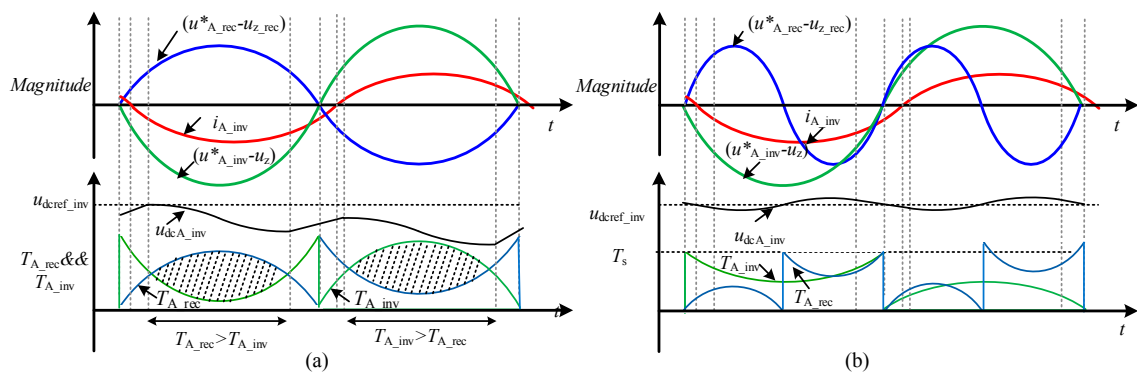 (u*A_rec-uz_rec)
Magnitude
t
iA_inv
(u*A_inv-uz)
udcref_inv
udcA_inv
TA_rec&&
TA_inv
TA_rec
TA_inv
t
TA_rec>TA_inv
TA_inv>TA_rec
(a)
(u*A_rec-uz_rec)
Magnitude
t
iA_inv
(u*A_inv-uz)
udcref_inv
udcA_inv
Ts
TA_inv
TA_rec
t
(b)